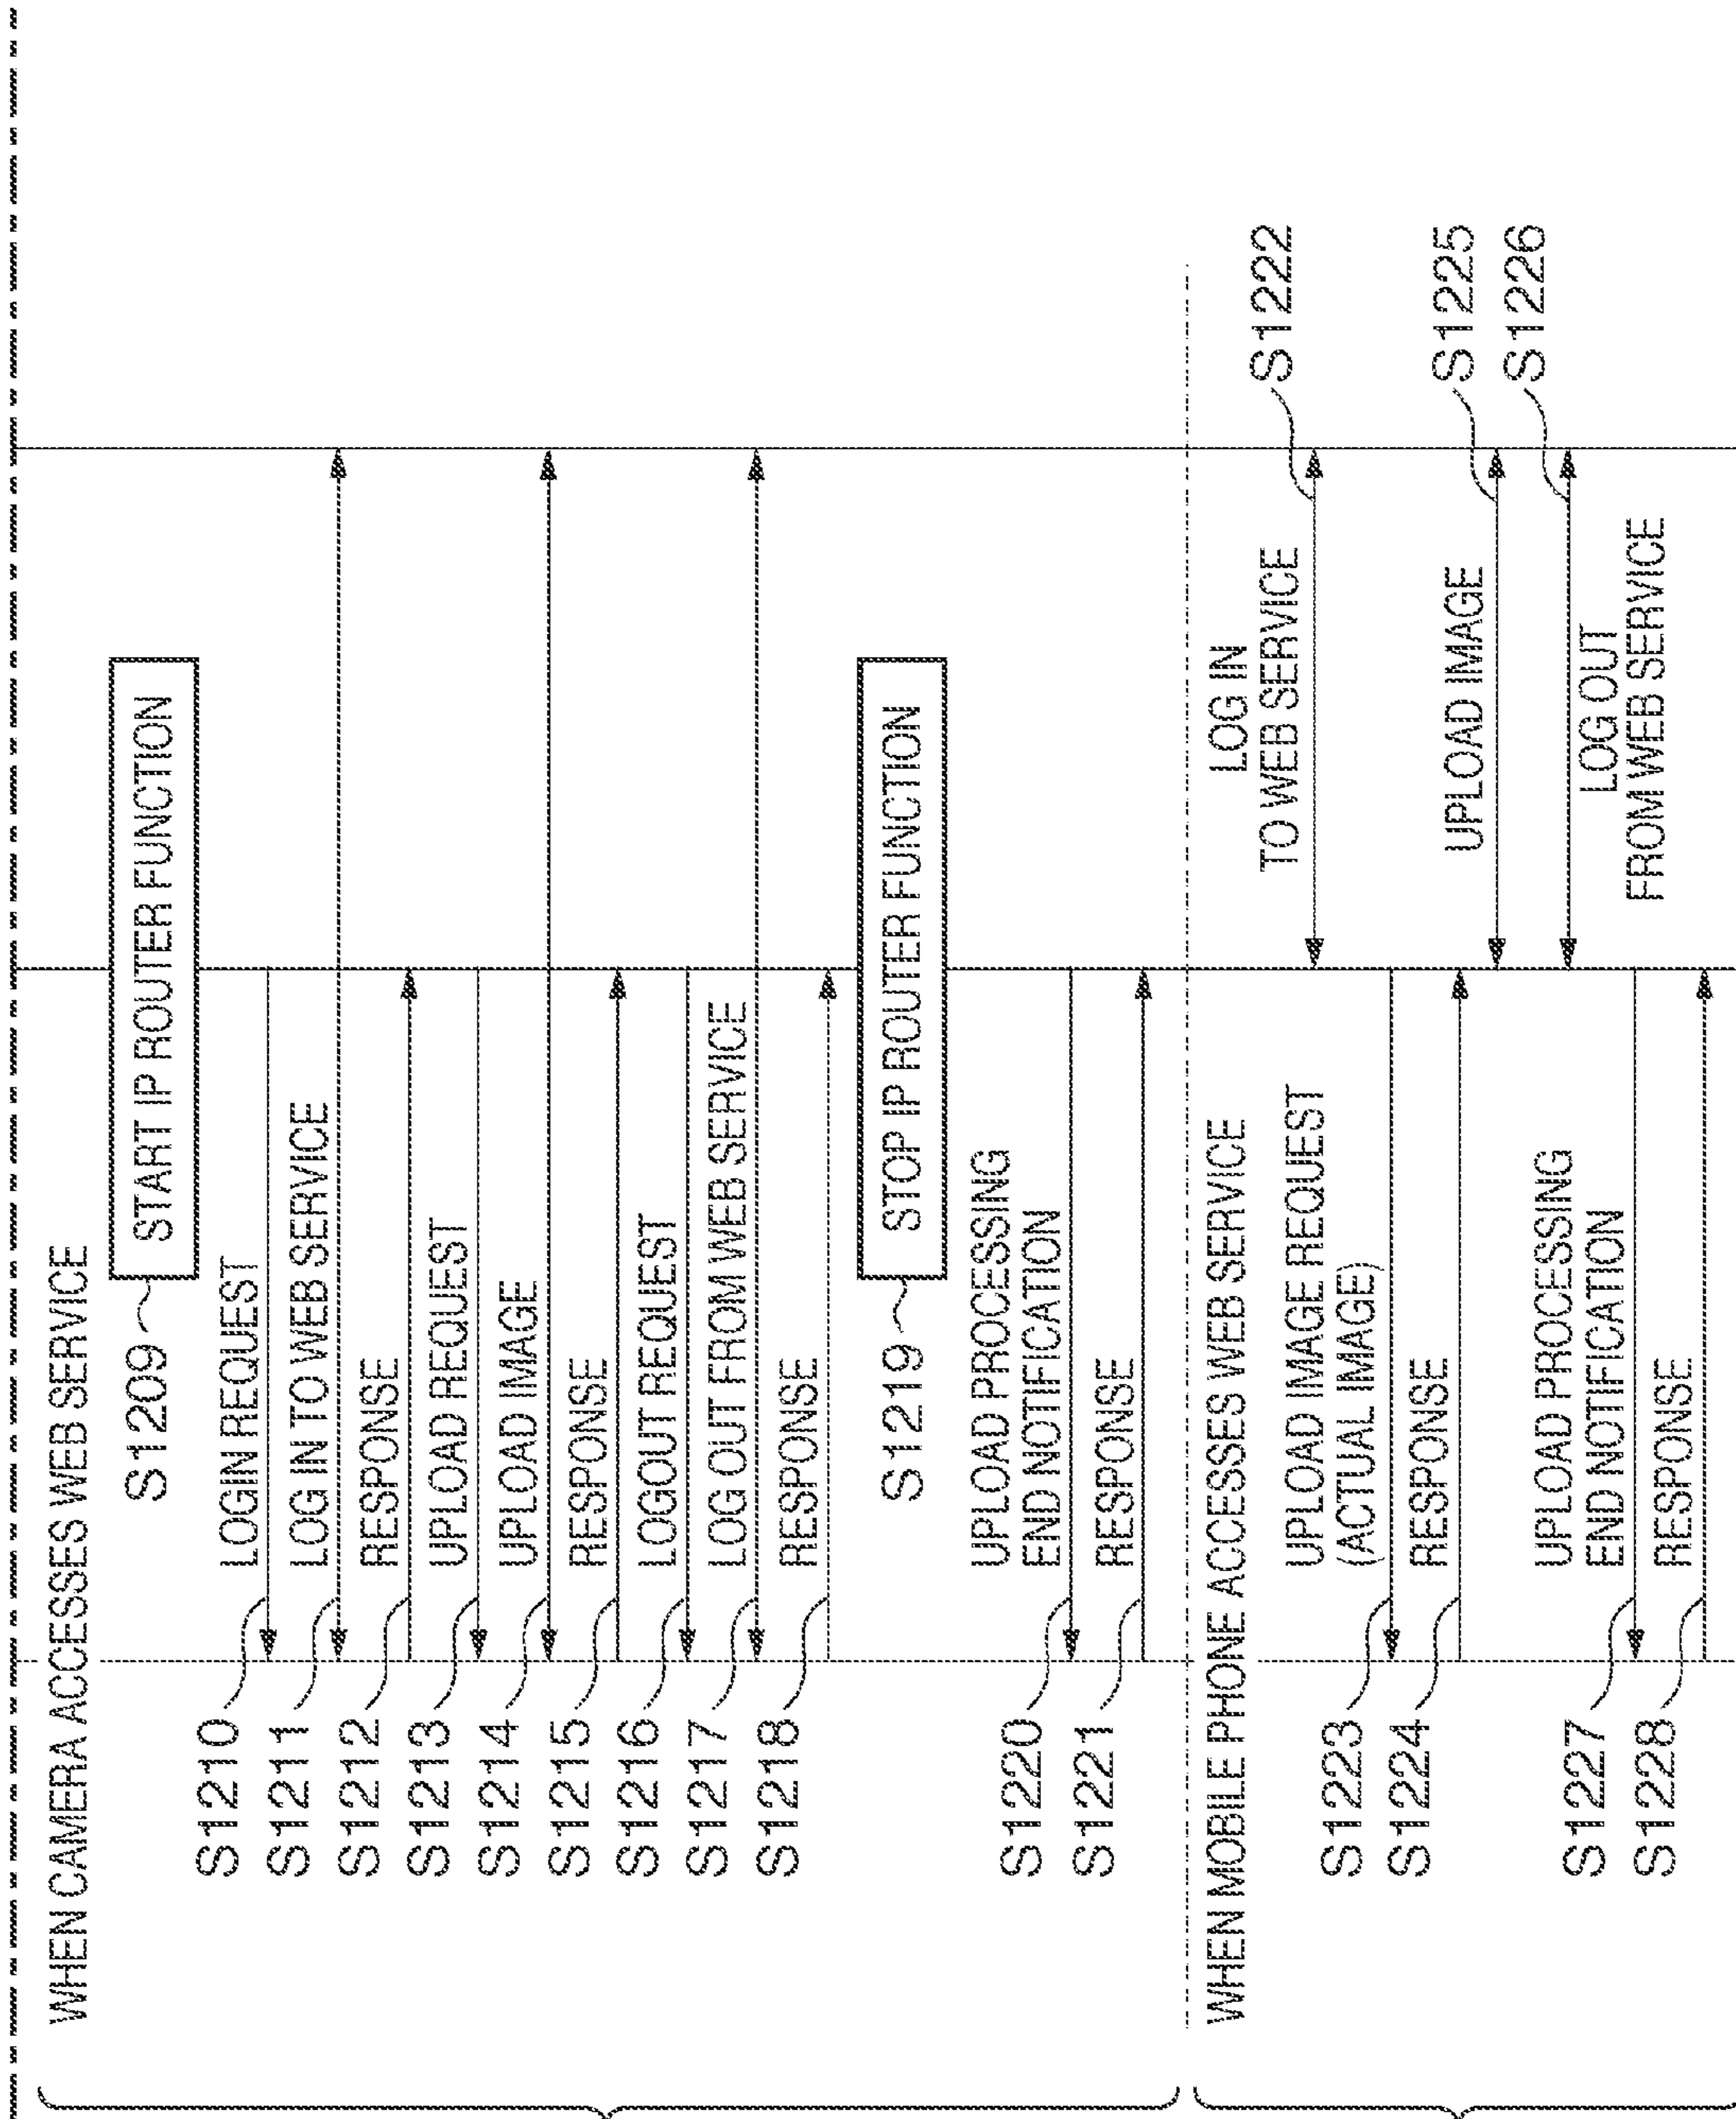 WHEN CAMERA ACCESSES WEB SERVICE
S1209
START IP ROUTER FUNCTION
S1210
LOGIN REQUEST
S1211
LOG IN TO WEB SERVICE
S1212
RESPONSE
S1213
UPLOAD REQUEST
S1214
UPLOAD IMAGE
S1215
RESPONSE
S1216
LOGOUT REQUEST
S1217
LOG OUT FROM WEB SERVICE
S1218
RESPONSE
S1219
STOP IP ROUTER FUNCTION
S1220
UPLOAD PROCESSING
END NOTIFICATION
S1221
RESPONSE
WHEN MOBILE PHONE ACCESSES WEB SERVICE
LOG IN
TO WEB SERVICE
S1222
S1223
UPLOAD IMAGE REQUEST
(ACTUAL IMAGE)
S1224
RESPONSE
UPLOAD IMAGE
S1225
S1226
LOG OUT
FROM WEB SERVICE
S1227
UPLOAD PROCESSING
END NOTIFICATION
S1228
RESPONSE